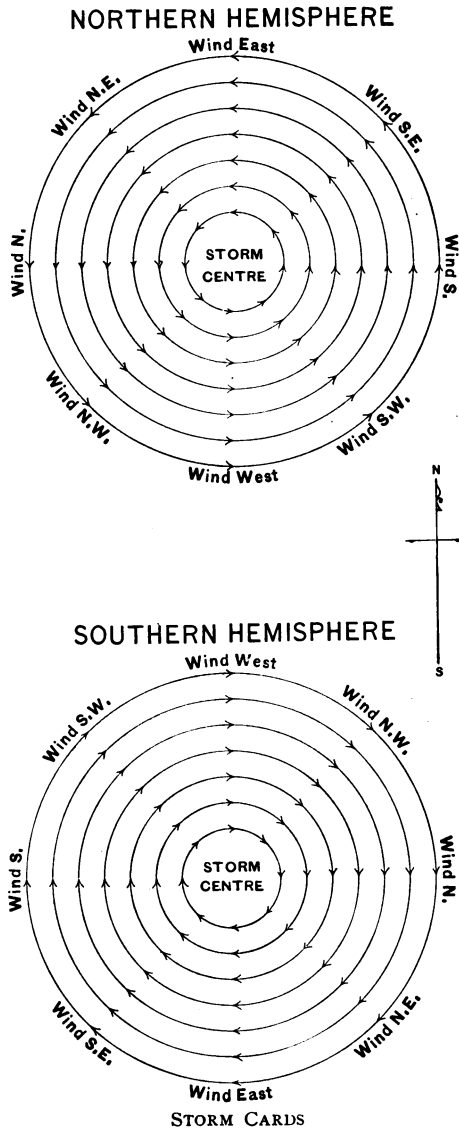 NORTHERN HEMISPHERE
Wind East
Wind N.E.
Wind S.E.
Wind N.
STORM
CENTRE
Wind S.
Wind N.W.
Wind S.W.
Wind West
N
S
SOUTHERN HEMISPHERE
Wind West
Wind S.W.
Wind N.W.
Wind S.
STORM
CENTRE
Wind N.
Wind S.E.
Wind N.E.
Wind East
STORM CARDS